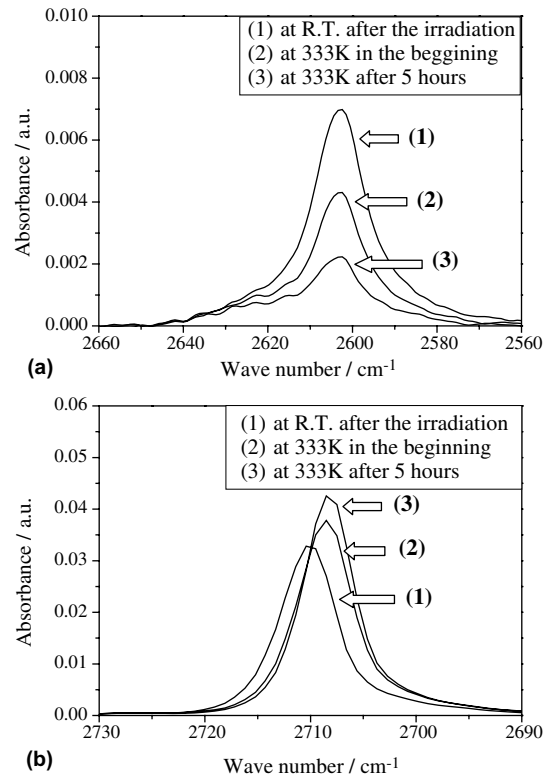 0.010
0.008
0.006
0.004
0.002
0.000
Absorbance / a.u.
(1) at R.T. after the irradiation
(2) at 333K in the beggining
(3) at 333K after 5 hours
(1)
(2)
(3)
2660 2640 2620 2600 2580 2560
Wave number / cm-1
(a)
0.06
0.05
0.04
0.03
0.02
0.01
0.00
Absorbance / a.u.
(1) at R.T. after the irradiation
(2) at 333K in the beginning
(3) at 333K after 5 hours
(3)
(2)
(1)
2730 2720 2710 2700 2690
Wave number / cm-1
(b)